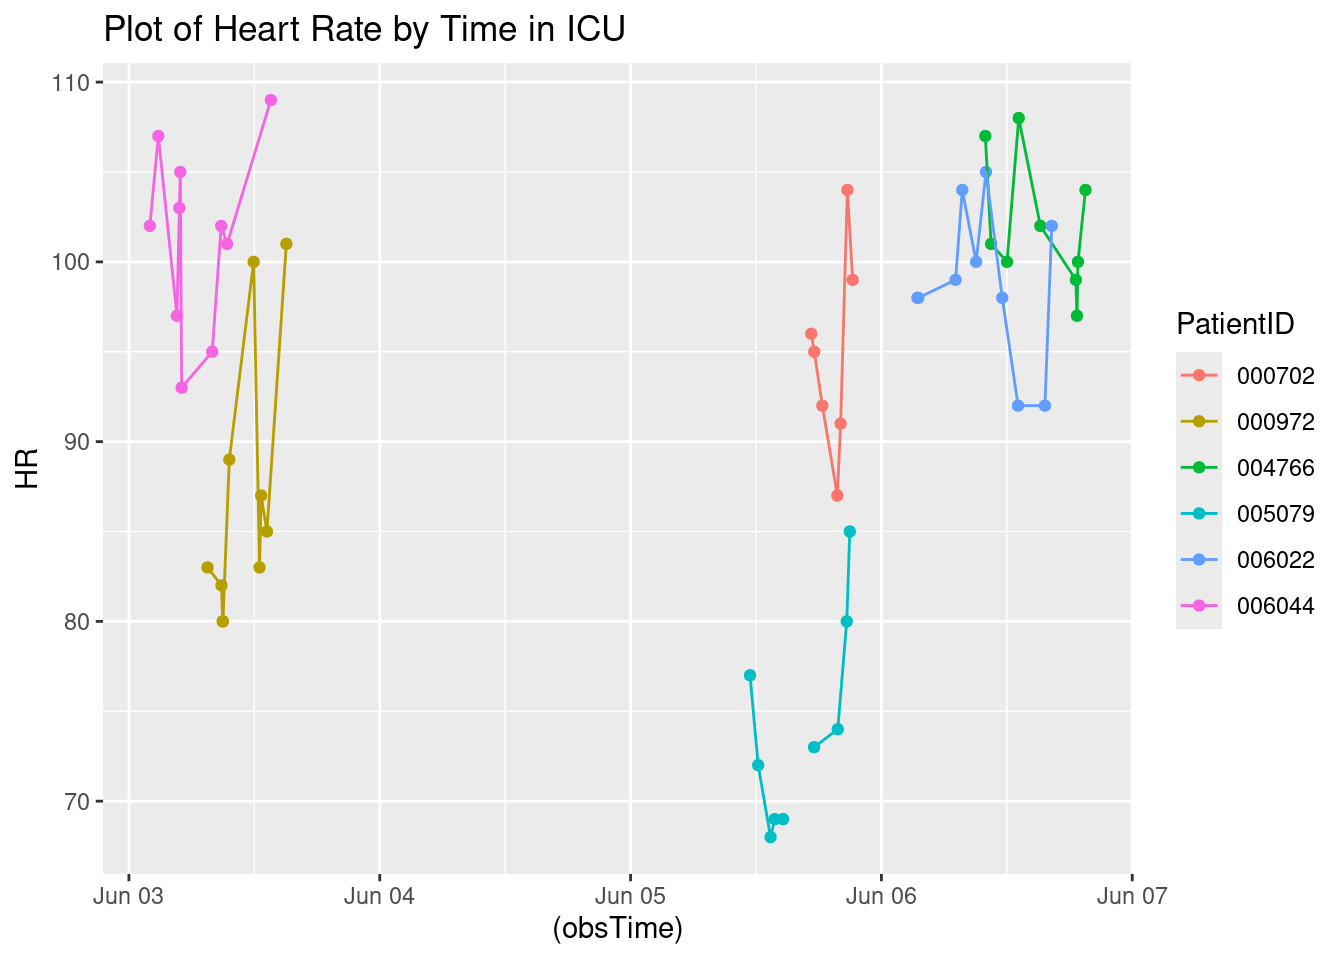 Plot of Heart Rate by Time in ICU
110
100
90
80
70
HR
Jun 03
Jun 04
Jun 05
Jun 06
Jun 07
(obsTime)
PatientID
000702
000972
004766
005079
006022
006044